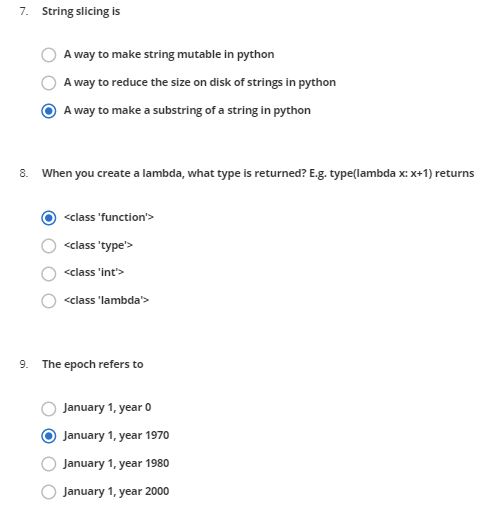 7. String slicing is
A way to make string mutable in python
A way to reduce the size on disk of strings in python
A way to make a substring of a string in python
8. When you create a lambda, what type is returned? E.g. type(lambda x: x+1) returns
<class 'function'>
<class 'type'>
<class 'int'>
<class 'lambda'>
9. The epoch refers to
January 1, year 0
January 1, year 1970
January 1, year 1980
January 1, year 2000